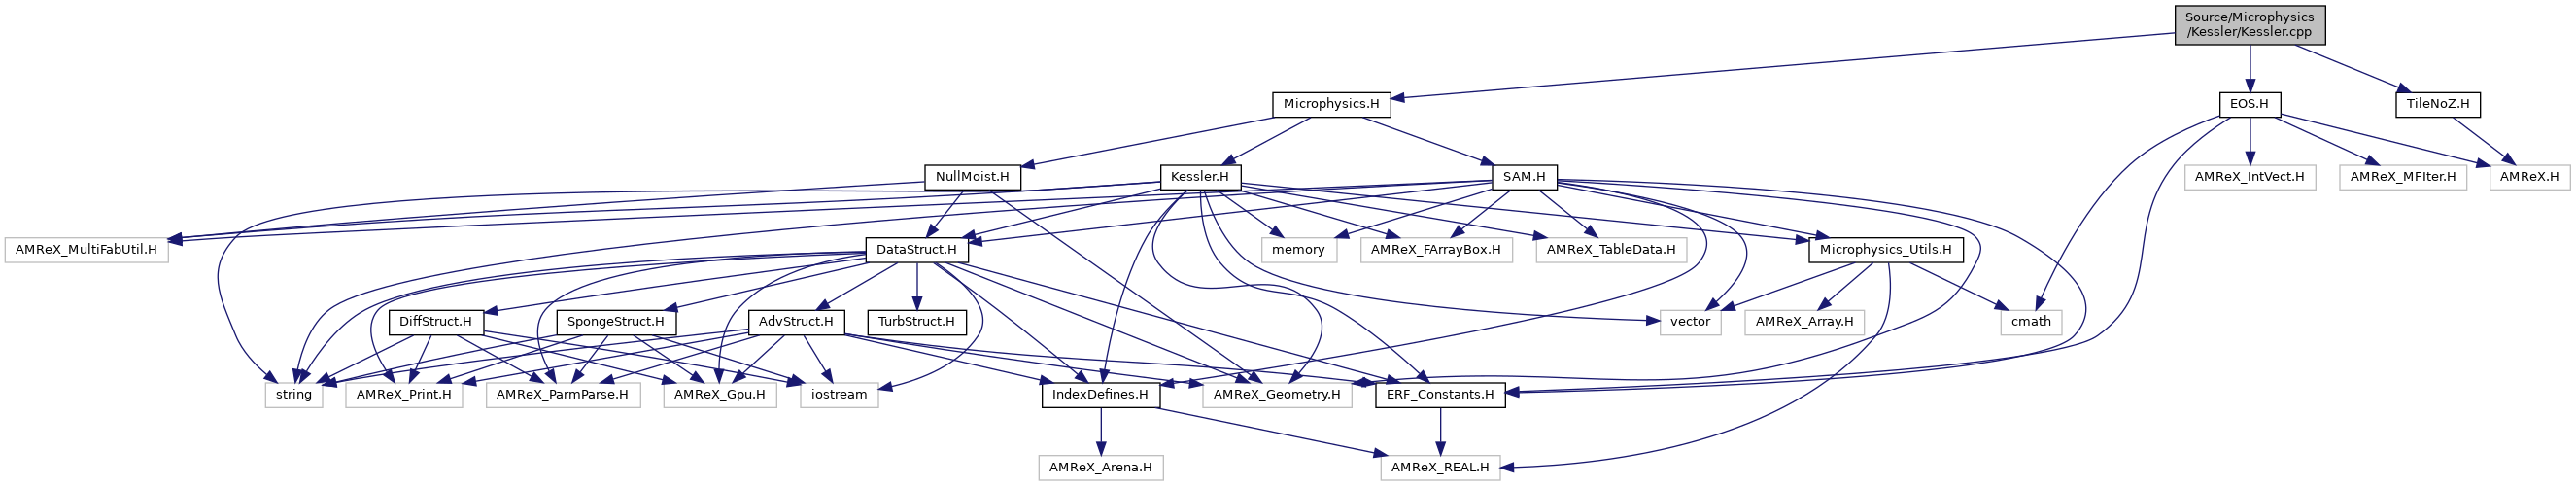 Source/Microphysics
/Kessler/Kessler.cpp
Microphysics.H
EOS.H
TileNoZ.H
NullMoist.H
Kessler.H
SAM.H
AMReX_IntVect.H
AMReX_MFIter.H
AMReX.H
AMReX_MultiFabUtil.H
DataStruct.H
memory
AMReX_FArrayBox.H
AMReX_TableData.H
Microphysics_Utils.H
DiffStruct.H
SpongeStruct.H
AdvStruct.H
TurbStruct.H
vector
AMReX_Array.H
cmath
string
AMReX_Print.H
AMReX_ParmParse.H
AMReX_Gpu.H
iostream
IndexDefines.H
AMReX_Geometry.H
ERF_Constants.H
AMReX_Arena.H
AMReX_REAL.H